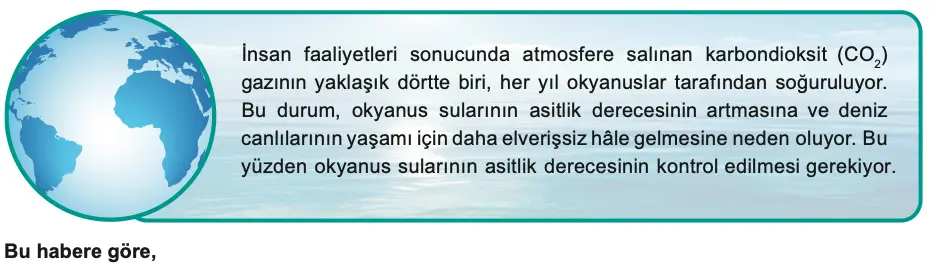 İnsan faaliyetleri sonucunda atmosfere salınan karbondioksit (CO₂)
gazının yaklaşık dörtte biri, her yıl okyanuslar tarafından soğuruluyor.
Bu durum, okyanus sularının asitlik derecesinin artmasına ve deniz
canlılarının yaşamı için daha elverişsiz hâle gelmesine neden oluyor. Bu
yüzden okyanus sularının asitlik derecesinin kontrol edilmesi gerekiyor.
Bu habere göre,